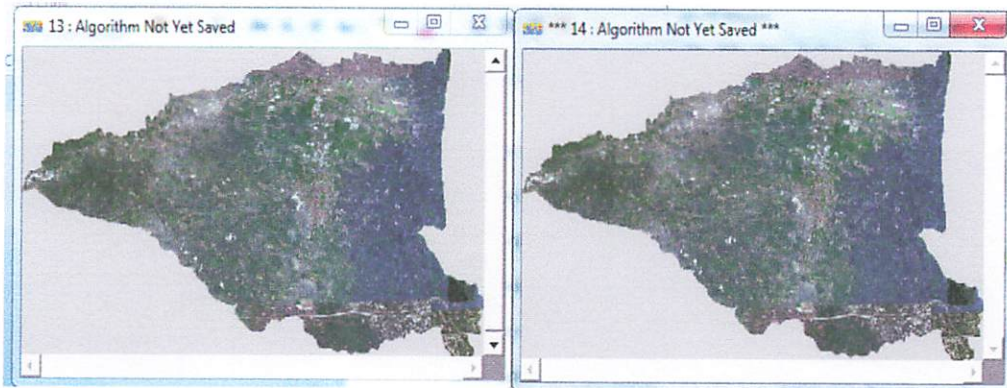 13 : Algorithm Not Yet Saved
*** 14 : Algorithm Not Yet Saved ***